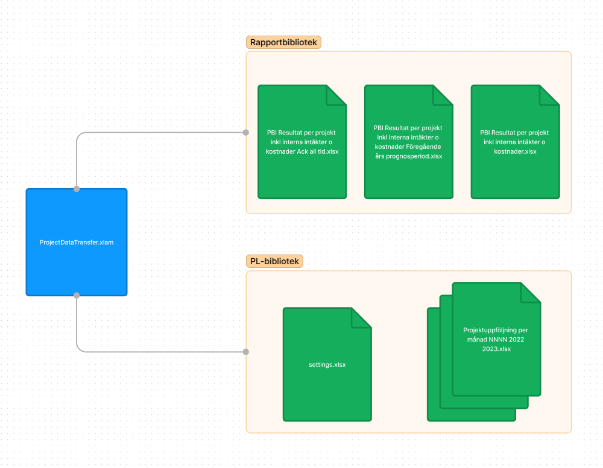 Rapportbibliotek
PBI Resultat per projekt
inkl interna intäkter o
kostnader Ack all tid.xlsx
PBI Resultat per projekt
inkl interna intäkter o
kostnader Föregående
års prognosperiod.xlsx
PBI Resultat per projekt
inkl interna intäkter o
kostnader.xlsx
ProjectDataTransfer.xlam
PL-bibliotek
settings.xlsx
Projektuppföljning per
månad NNNN 2022
2023.xlsx